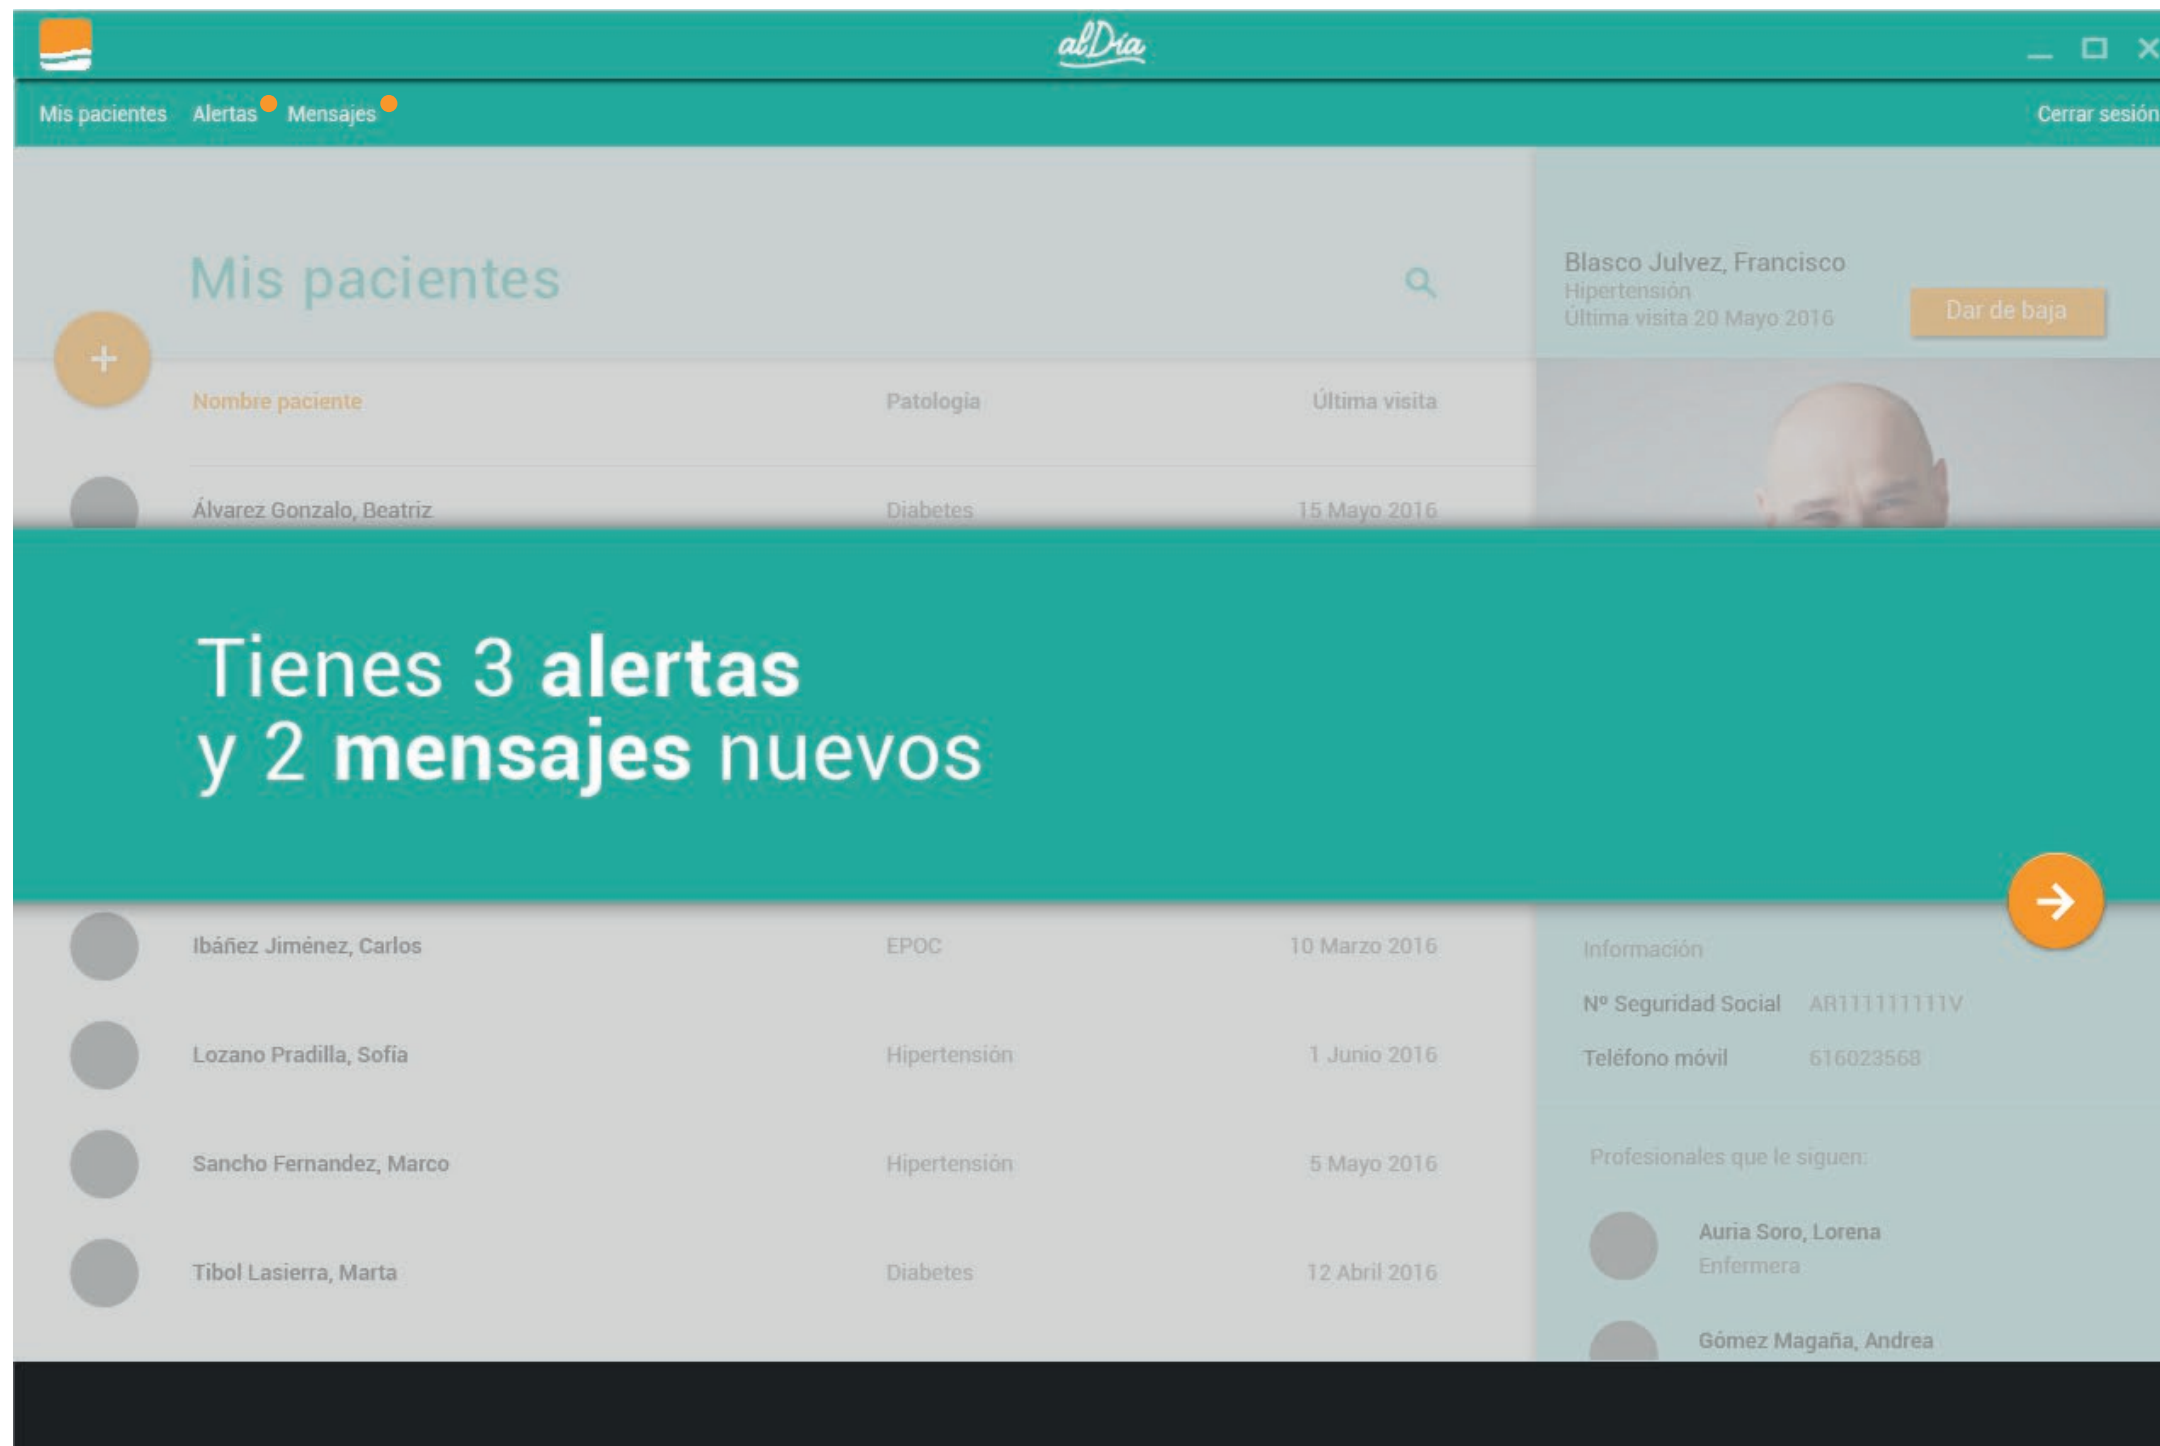 alDía
Mis pacientes Alertas Mensajes Cerrar sesión
Mis pacientes
Blasco Julvez, Francisco
Hipertensión
Última visita 20 Mayo 2016
Dar de baja
+
Nombre paciente Patología Última visita
Álvarez Gonzalo, Beatriz Diabetes 15 Mayo 2016
Tienes 3 alertas
y 2 mensajes nuevos
Ibáñez Jiménez, Carlos EPOC 10 Marzo 2016
Lozano Pradilla, Sofía Hipertensión 1 Junio 2016
Sancho Fernandez, Marco Hipertensión 5 Mayo 2016
Tibol Lasierra, Marta Diabetes 12 Abril 2016
Información
Nº Seguridad Social AR111111111V
Teléfono móvil 616023568
Profesionales que le siguen:
Auria Soro, Lorena
Enfermera
Gómez Magaña, Andrea